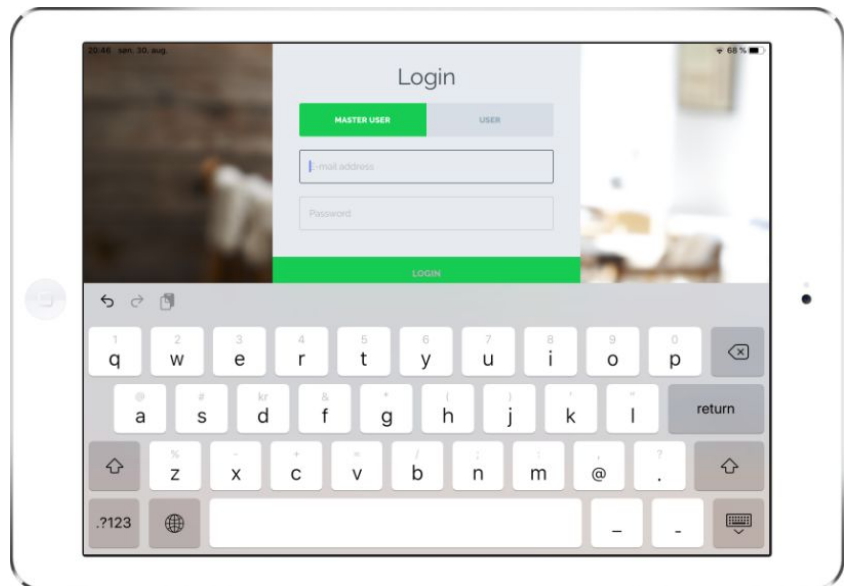 20:46 søn. 30. aug. 68 %
Login
MASTER USER USER
E-mail address
Password
LOGIN
1 2 3 4 5 6 7 8 9 0
q w e r t y u i o p
@ # kr & * ( ) ' "
a s d f g h j k l return
% - + = / ; : , ?
z x c v b n m @ .
.?123 _ -